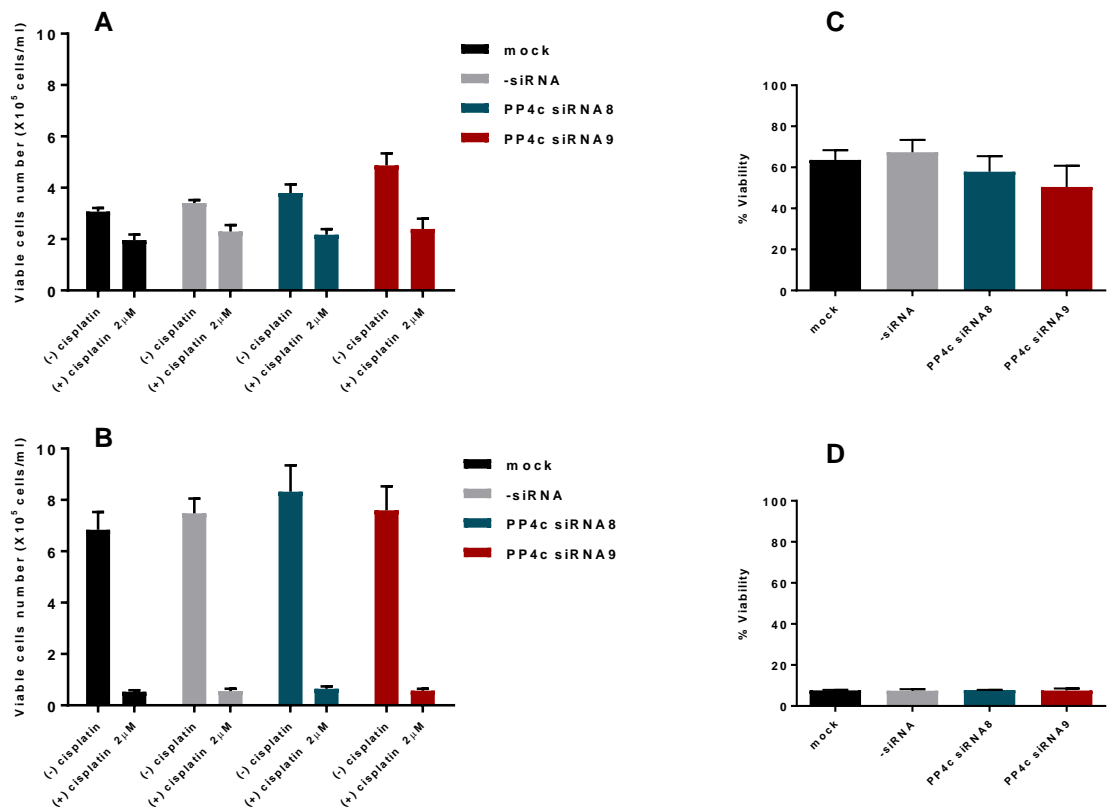 A
Viable cells number (X10⁵ cells/ml)
10
8
6
4
2
0
(-) cisplatin
(+) cisplatin 2μM
(-) cisplatin
(+) cisplatin 2μM
(-) cisplatin
(+) cisplatin 2μM
(-) cisplatin
(+) cisplatin 2μM
mock
-siRNA
PP4c siRNA8
PP4c siRNA9
C
% Viability
100
80
60
40
20
0
mock
-siRNA
PP4c siRNA8
PP4c siRNA9
B
Viable cells number (X10⁵ cells/ml)
10
8
6
4
2
0
(-) cisplatin
(+) cisplatin 2μM
(-) cisplatin
(+) cisplatin 2μM
(-) cisplatin
(+) cisplatin 2μM
(-) cisplatin
(+) cisplatin 2μM
mock
-siRNA
PP4c siRNA8
PP4c siRNA9
D
% Viability
100
80
60
40
20
0
mock
-siRNA
PP4c siRNA8
PP4c siRNA9